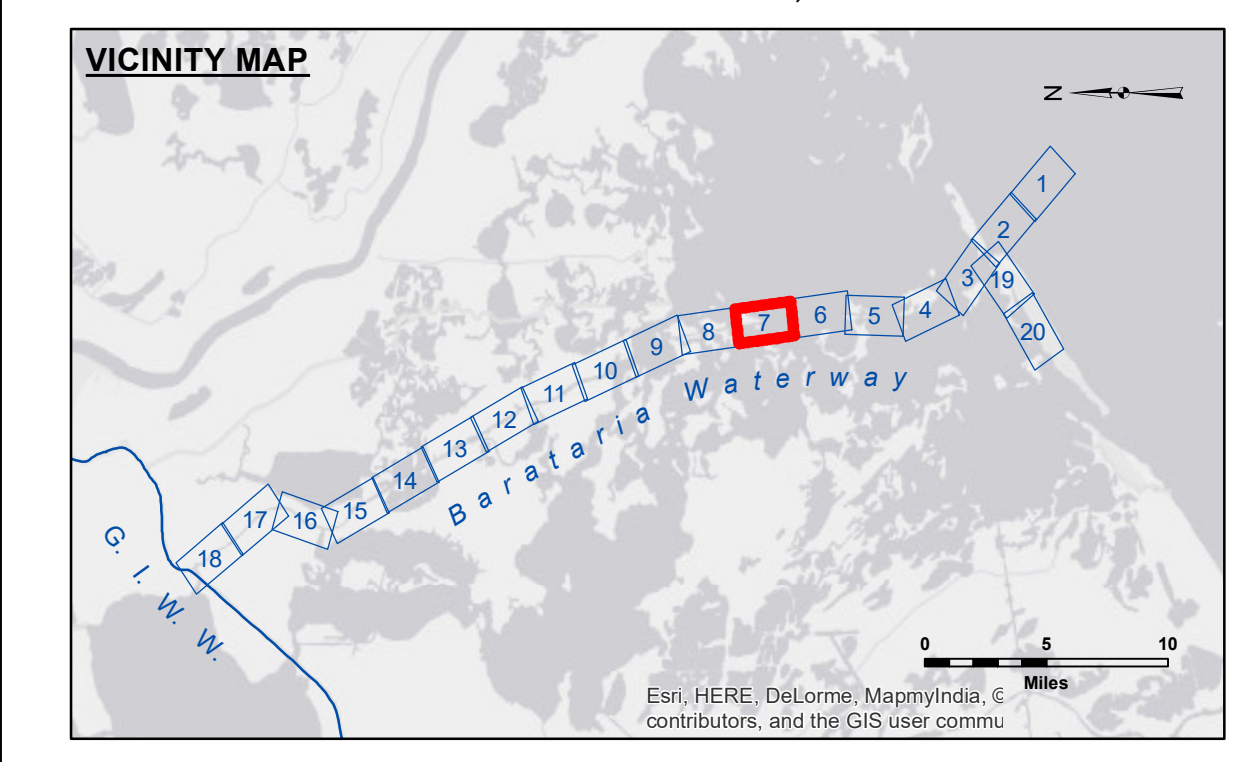 VICINITY MAP
N
1
2
3
19
20
4
5
6
7
8
9
10
11
12
13
14
15
16
17
18
Barataria Waterway
G. I. W. W.
0 5 10
Miles
Esri, HERE, DeLorme, MapmyIndia, ©
contributors, and the GIS user commu